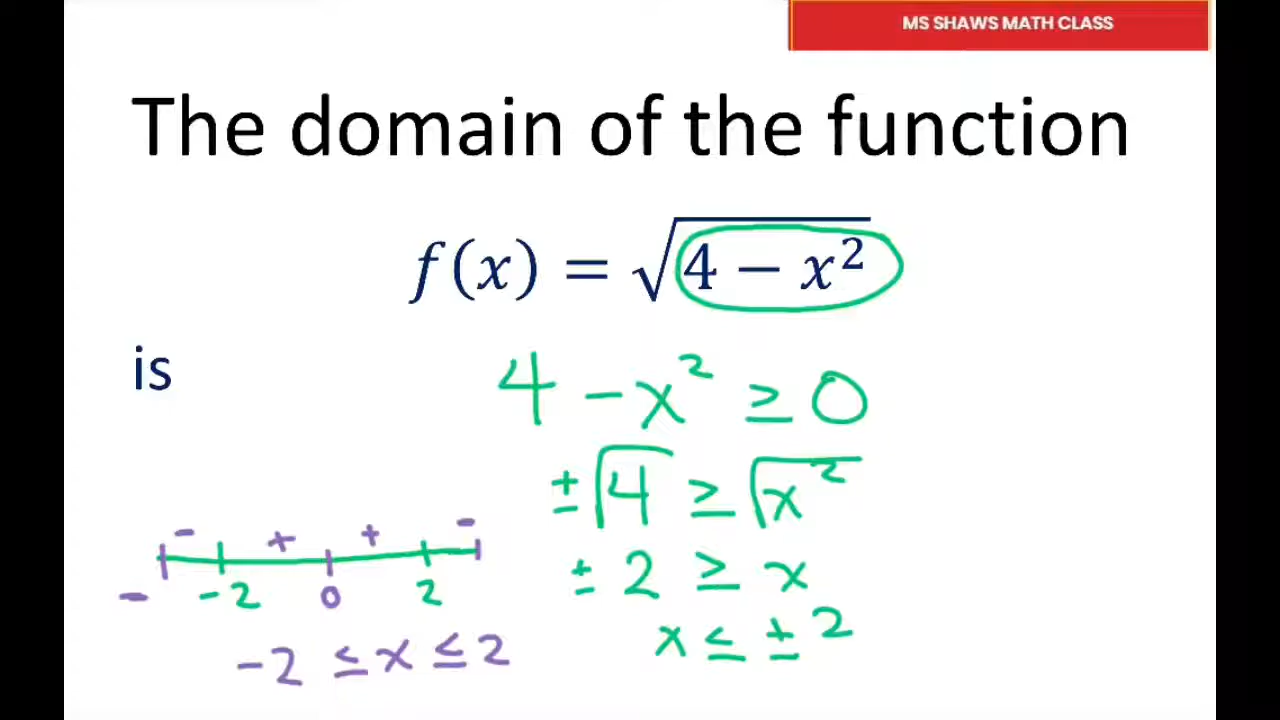 MS SHAWS MATH CLASS
The domain of the function
f(x) = √4 − x²
is
4 − x² ≥ 0
± √4 ≥ √x²
± 2 ≥ x
x ≤ ± 2
− + + −
− −2 0 2
−2 ≤ x ≤ 2